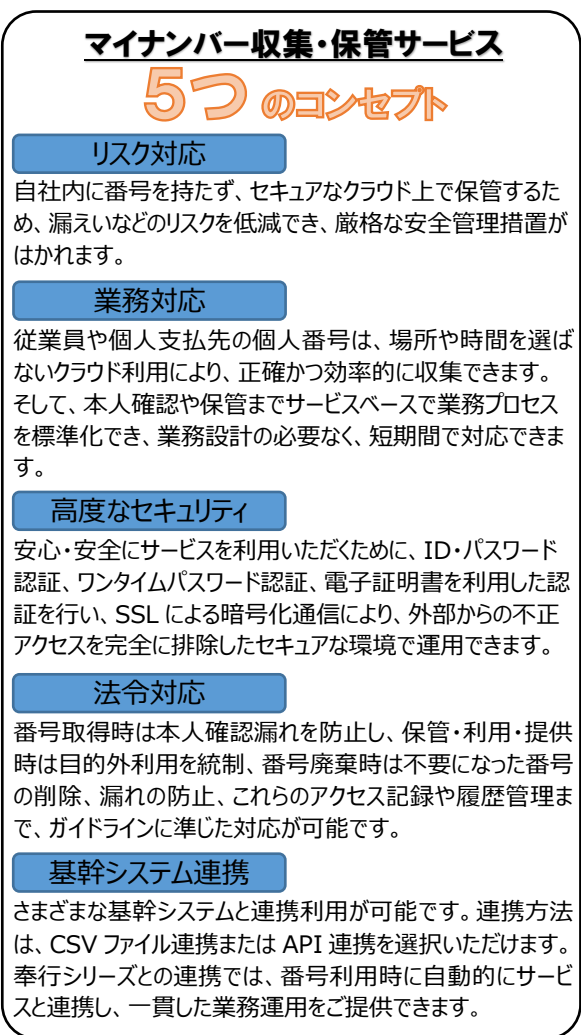 マイナンバー収集・保管サービス
5つ のコンセプト
リスク対応
自社内に番号を持たず、セキュアなクラウド上で保管するた
め、漏えいなどのリスクを低減でき、厳格な安全管理措置が
はかれます。
業務対応
従業員や個人支払先の個人番号は、場所や時間を選ば
ないクラウド利用により、正確かつ効率的に収集できます。
そして、本人確認や保管までサービスベースで業務プロセス
を標準化でき、業務設計の必要なく、短期間で対応できま
す。
高度なセキュリティ
安心・安全にサービスを利用いただくために、ID・パスワード
認証、ワンタイムパスワード認証、電子証明書を利用した認
証を行い、SSL による暗号化通信により、外部からの不正
アクセスを完全に排除したセキュアな環境で運用できます。
法令対応
番号取得時は本人確認漏れを防止し、保管・利用・提供
時は目的外利用を統制、番号廃棄時は不要になった番号
の削除、漏れの防止、これらのアクセス記録や履歴管理ま
で、ガイドラインに準じた対応が可能です。
基幹システム連携
さまざまな基幹システムと連携利用が可能です。連携方法
は、CSV ファイル連携または API 連携を選択いただけます。
奉行シリーズとの連携では、番号利用時に自動的にサービ
スと連携し、一貫した業務運用をご提供できます。